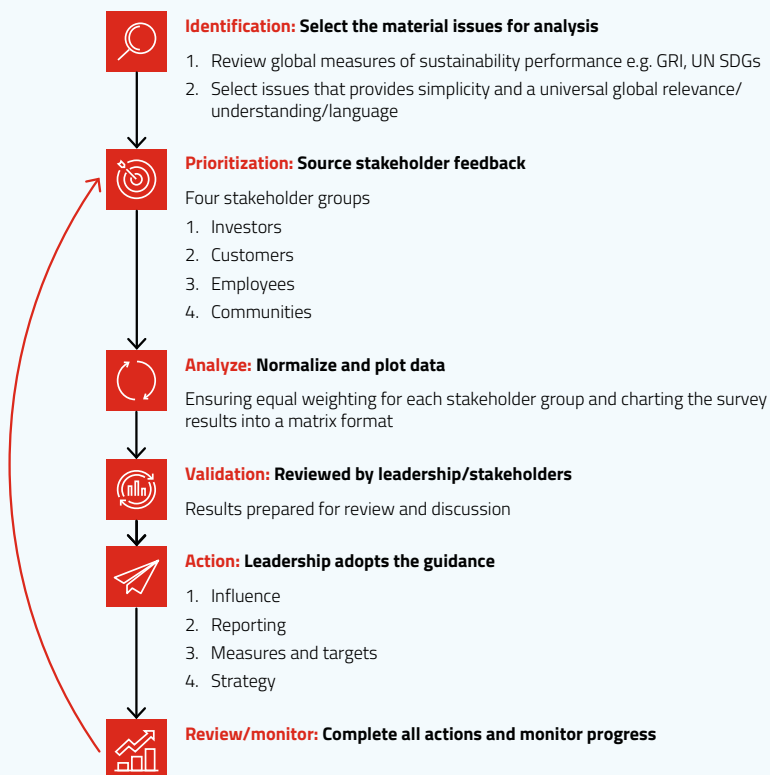 Identification: Select the material issues for analysis
1. Review global measures of sustainability performance e.g. GRI, UN SDGs
2. Select issues that provides simplicity and a universal global relevance/
understanding/language
Prioritization: Source stakeholder feedback
Four stakeholder groups
1. Investors
2. Customers
3. Employees
4. Communities
Analyze: Normalize and plot data
Ensuring equal weighting for each stakeholder group and charting the survey
results into a matrix format
Validation: Reviewed by leadership/stakeholders
Results prepared for review and discussion
Action: Leadership adopts the guidance
1. Influence
2. Reporting
3. Measures and targets
4. Strategy
Review/monitor: Complete all actions and monitor progress